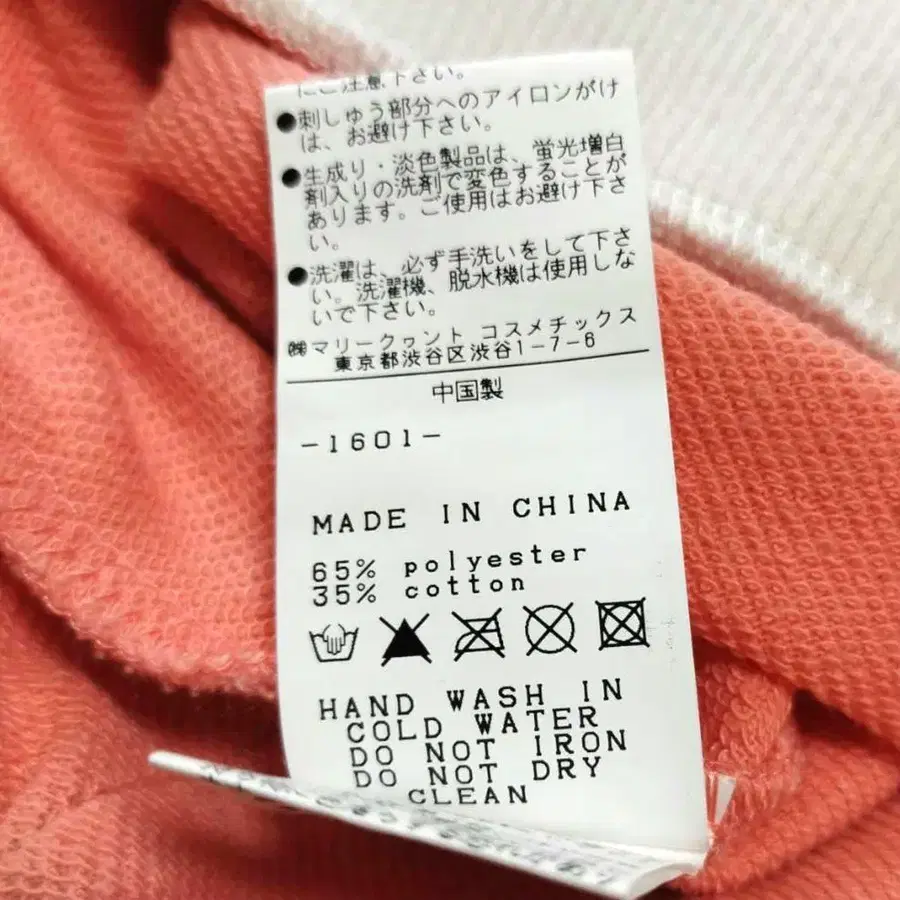 にご注意下さい。
●刺しゅう部分へのアイロンがけ
は、お避け下さい。
●生成り・淡色製品は、蛍光増白
剤入りの洗剤で変色することが
あります。ご使用はお避け下さ
い。
●洗濯は、必ず手洗いをして下さ
い。洗濯機、脱水機は使用しな
いで下さい。
㈱マリークヮント コスメチックス
東京都渋谷区渋谷1-7-6
中国製
-1601-
MADE IN CHINA
65% polyester
35% cotton
HAND WASH IN
COLD WATER
DO NOT IRON
DO NOT DRY
CLEAN